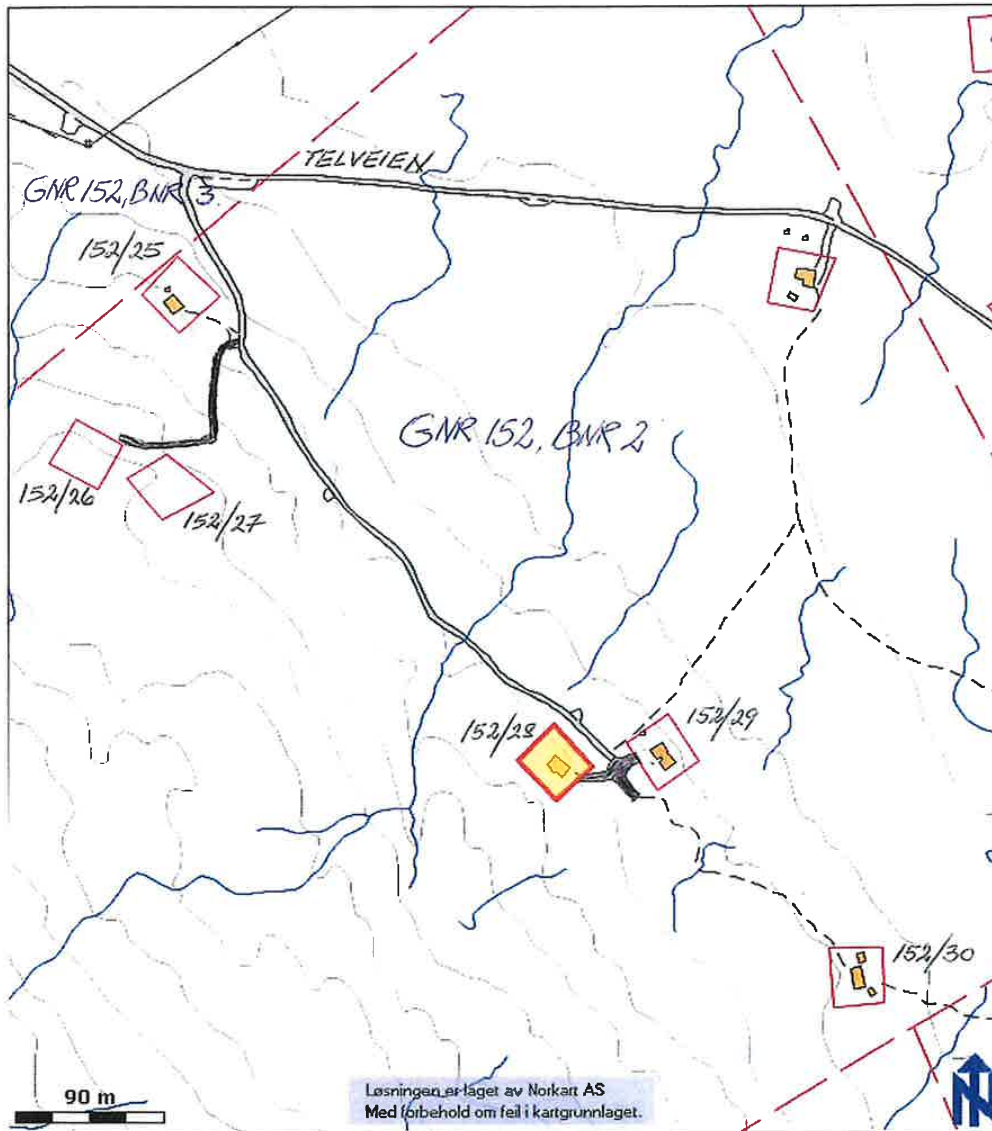 TELVEIEN
GNR 152, BNR 3
152/25
GNR 152, BNR 2
152/26
152/27
152/28
152/29
152/30
90 m
Løsningen er laget av Norkart AS
Med forbehold om feil i kartgrunnlaget.
N